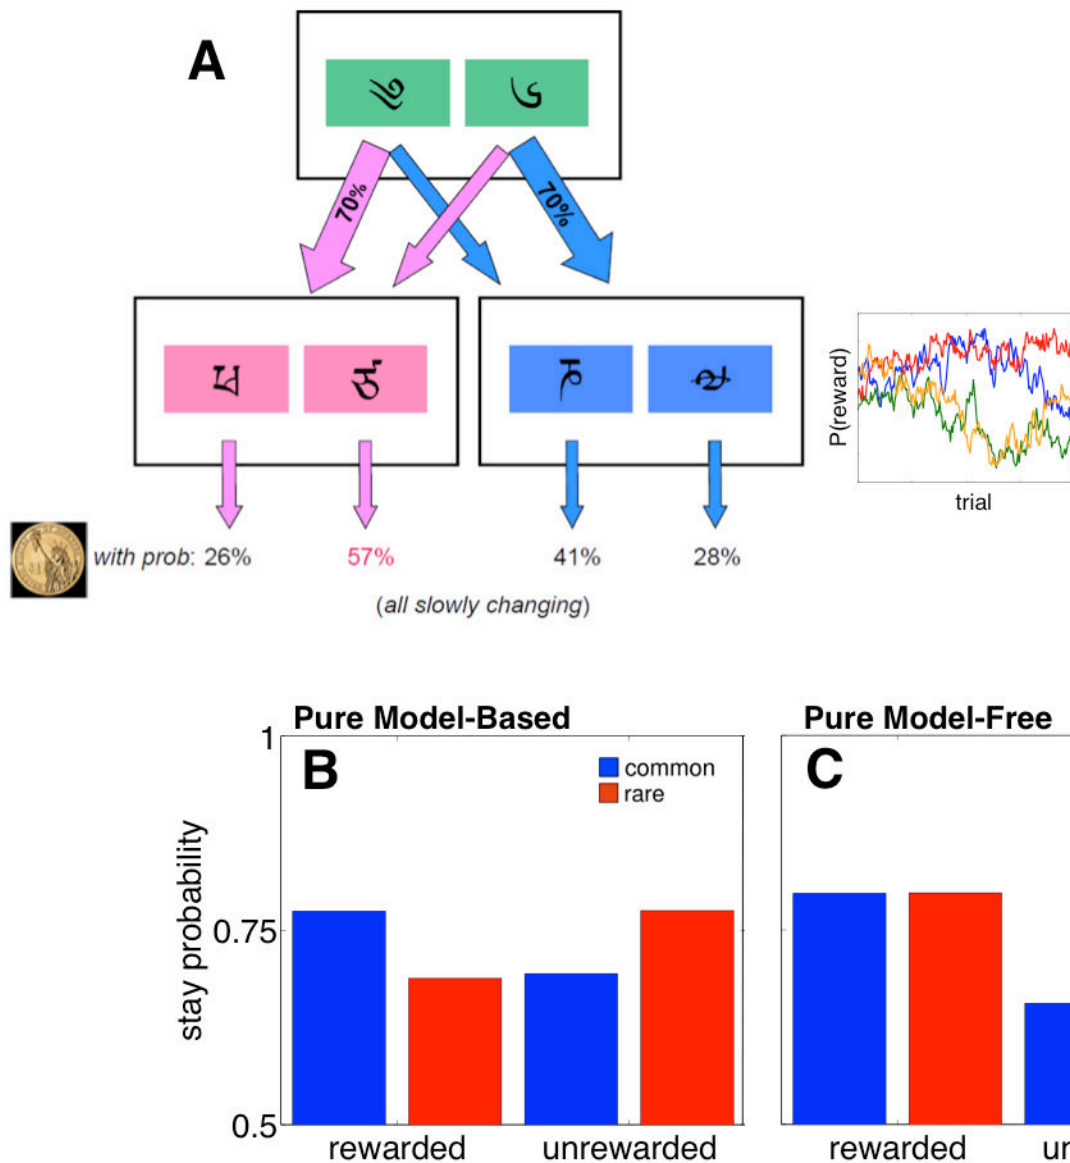 A
70%
70%
with prob: 26% 57% 41% 28%
(all slowly changing)
P(reward)
trial
Pure Model-Based
B
common
rare
1
0.75
0.5
stay probability
rewarded unrewarded
Pure Model-Free
C
rewarded un